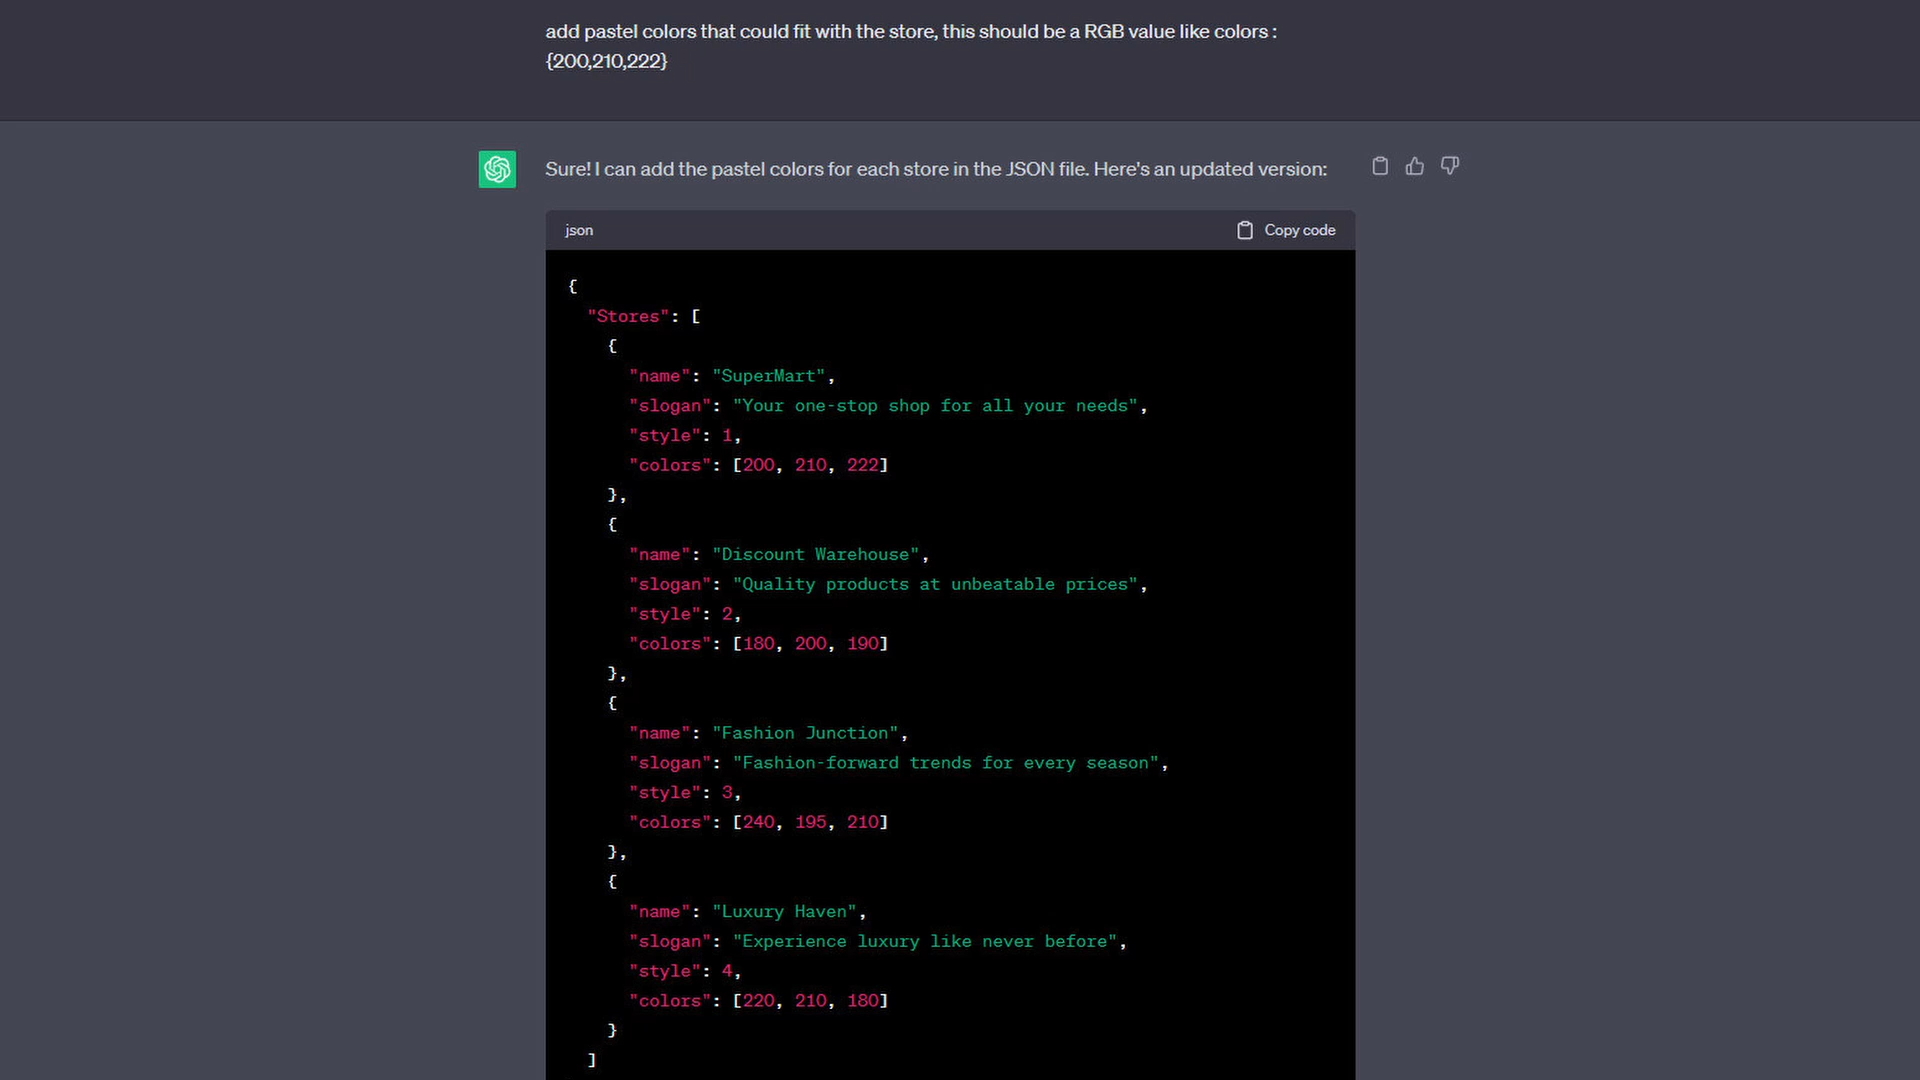 add pastel colors that could fit with the store, this should be a RGB value like colors :
{200,210,222}
Sure! I can add the pastel colors for each store in the JSON file. Here's an updated version:
json
Copy code
{
"Stores": [
{
"name": "SuperMart",
"slogan": "Your one-stop shop for all your needs",
"style": 1,
"colors": [200, 210, 222]
},
{
"name": "Discount Warehouse",
"slogan": "Quality products at unbeatable prices",
"style": 2,
"colors": [180, 200, 190]
},
{
"name": "Fashion Junction",
"slogan": "Fashion-forward trends for every season",
"style": 3,
"colors": [240, 195, 210]
},
{
"name": "Luxury Haven",
"slogan": "Experience luxury like never before",
"style": 4,
"colors": [220, 210, 180]
}
]